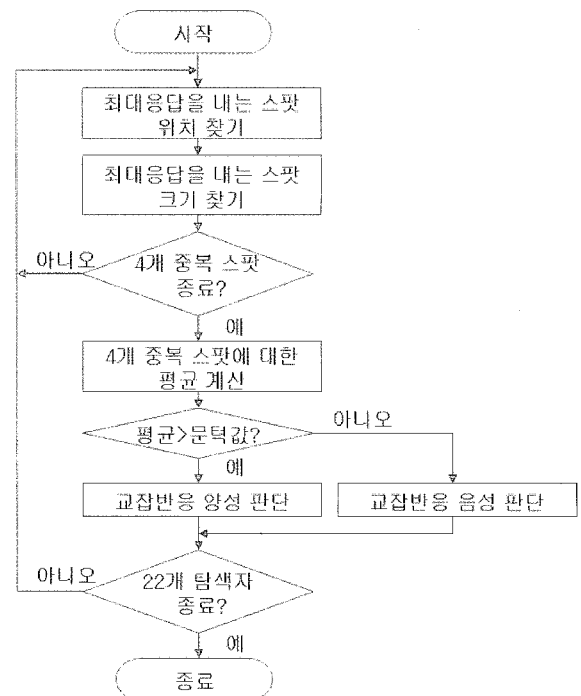 시작
최대응답을 내는 스팟
위치 찾기
최대응답을 내는 스팟
크기 찾기
아니오
4개 중복 스팟
종료?
예
4개 중복 스팟에 대한
평균 계산
평균>문턱값?
아니오
예
교잡반응 양성 판단
교잡반응 음성 판단
아니오
22개 탐색자
종료?
예
종료